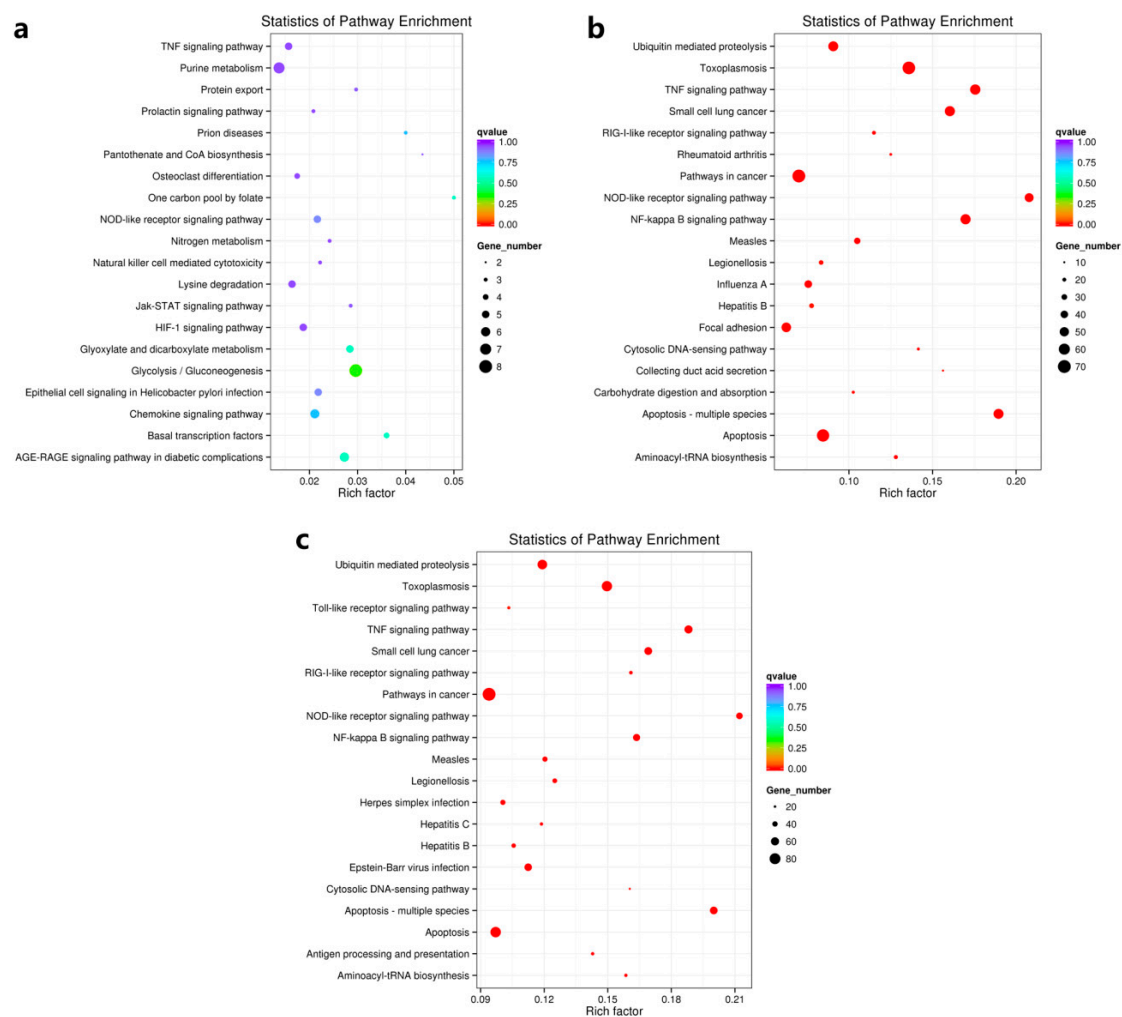 a
Statistics of Pathway Enrichment
TNF signaling pathway
Purine metabolism
Protein export
Prolactin signaling pathway
Prion diseases
Pantothenate and CoA biosynthesis
Osteoclast differentiation
One carbon pool by folate
NOD-like receptor signaling pathway
Nitrogen metabolism
Natural killer cell mediated cytotoxicity
Lysine degradation
Jak-STAT signaling pathway
HIF-1 signaling pathway
Glyoxylate and dicarboxylate metabolism
Glycolysis / Gluconeogenesis
Epithelial cell signaling in Helicobacter pylori infection
Chemokine signaling pathway
Basal transcription factors
AGE-RAGE signaling pathway in diabetic complications
0.02 0.03 0.04 0.05
Rich factor
qvalue
1.00
0.75
0.50
0.25
0.00
Gene_number
2
3
4
5
6
7
8
b
Statistics of Pathway Enrichment
Ubiquitin mediated proteolysis
Toxoplasmosis
TNF signaling pathway
Small cell lung cancer
RIG-I-like receptor signaling pathway
Rheumatoid arthritis
Pathways in cancer
NOD-like receptor signaling pathway
NF-kappa B signaling pathway
Measles
Legionellosis
Influenza A
Hepatitis B
Focal adhesion
Cytosolic DNA-sensing pathway
Collecting duct acid secretion
Carbohydrate digestion and absorption
Apoptosis - multiple species
Apoptosis
Aminoacyl-tRNA biosynthesis
0.10 0.15 0.20
Rich factor
qvalue
1.00
0.75
0.50
0.25
0.00
Gene_number
10
20
30
40
50
60
70
c
Statistics of Pathway Enrichment
Ubiquitin mediated proteolysis
Toxoplasmosis
Toll-like receptor signaling pathway
TNF signaling pathway
Small cell lung cancer
RIG-I-like receptor signaling pathway
Pathways in cancer
NOD-like receptor signaling pathway
NF-kappa B signaling pathway
Measles
Legionellosis
Herpes simplex infection
Hepatitis C
Hepatitis B
Epstein-Barr virus infection
Cytosolic DNA-sensing pathway
Apoptosis - multiple species
Apoptosis
Antigen processing and presentation
Aminoacyl-tRNA biosynthesis
0.09 0.12 0.15 0.18 0.21
Rich factor
qvalue
1.00
0.75
0.50
0.25
0.00
Gene_number
20
40
60
80